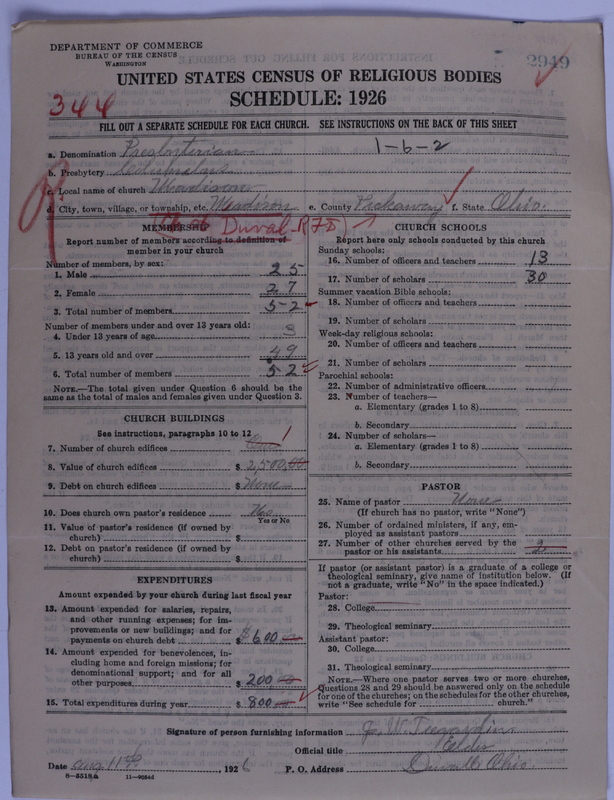 DEPARTMENT OF COMMERCE
BUREAU OF THE CENSUS
WASHINGTON
2949
UNITED STATES CENSUS OF RELIGIOUS BODIES
SCHEDULE: 1926
344
FILL OUT A SEPARATE SCHEDULE FOR EACH CHURCH. SEE INSTRUCTIONS ON THE BACK OF THIS SHEET
1-6-2
a. Denomination Presbyterian
b. Presbytery Columbus
c. Local name of church Madison
d. City, town, village, or township, etc. Madison e. County Pickaway f. State Ohio.
Duval-RFD
MEMBERSHIP
Report number of members according to definition of member in your church
Number of members, by sex:
1. Male 25
2. Female 27
3. Total number of members 52
Number of members under and over 13 years old:
4. Under 13 years of age 3
5. 13 years old and over 49
6. Total number of members 52
NOTE.—The total given under Question 6 should be the
same as the total of males and females given under Question 3.
CHURCH BUILDINGS
See instructions, paragraphs 10 to 12
7. Number of church edifices One 1
8. Value of church edifices $ 2,500.00
9. Debt on church edifices $ None
10. Does church own pastor's residence No
Yes or No
11. Value of pastor's residence (if owned by
church) $
12. Debt on pastor's residence (if owned by
church) $
EXPENDITURES
Amount expended by your church during last fiscal year
13. Amount expended for salaries, repairs,
and other running expenses; for im-
provements or new buildings; and for
payments on church debt $ 600
14. Amount expended for benevolences, in-
cluding home and foreign missions; for
denominational support; and for all
other purposes $ 200
15. Total expenditures during year $ 800
CHURCH SCHOOLS
Report here only schools conducted by this church
Sunday schools:
16. Number of officers and teachers 13
17. Number of scholars 30
Summer vacation Bible schools:
18. Number of officers and teachers
19. Number of scholars
Week-day religious schools:
20. Number of officers and teachers
21. Number of scholars
Parochial schools:
22. Number of administrative officers
23. Number of teachers—
a. Elementary (grades 1 to 8)
b. Secondary
24. Number of scholars—
a. Elementary (grades 1 to 8)
b. Secondary
PASTOR
25. Name of pastor None
(If church has no pastor, write "None")
26. Number of ordained ministers, if any, em-
ployed as assistant pastors
27. Number of other churches served by the
pastor or his assistants 2
If pastor (or assistant pastor) is a graduate of a college or
theological seminary, give name of institution below. (If
not a graduate, write "No" in the space indicated.)
Pastor:
28. College
29. Theological seminary
Assistant pastor:
30. College
31. Theological seminary
NOTE.—Where one pastor serves two or more churches,
Questions 28 and 29 should be answered only on the schedule
for one of the churches; on the schedules for the other churches,
write "See schedule for church."
Signature of person furnishing information J. W. Teegardin
Official title Elder
Date Aug 11th, 1926 P. O. Address Duvall Ohio.
8-5518a 11-9054d